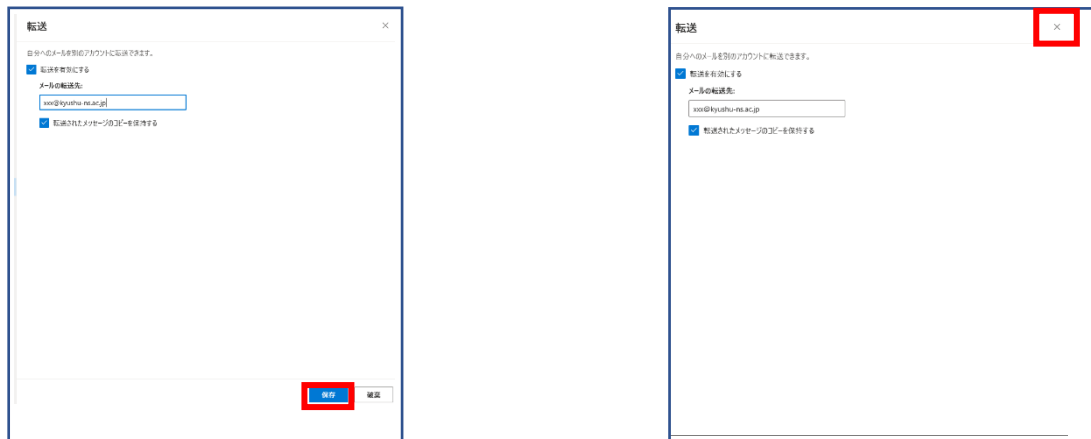 転送
×
自分へのメールを別のアカウントに転送できます。
転送を有効にする
メールの転送先:
xxx@kyushu-ns.ac.jp
転送されたメッセージのコピーを保持する
保存 破棄
転送
×
自分へのメールを別のアカウントに転送できます。
転送を有効にする
メールの転送先:
xxx@kyushu-ns.ac.jp
転送されたメッセージのコピーを保持する